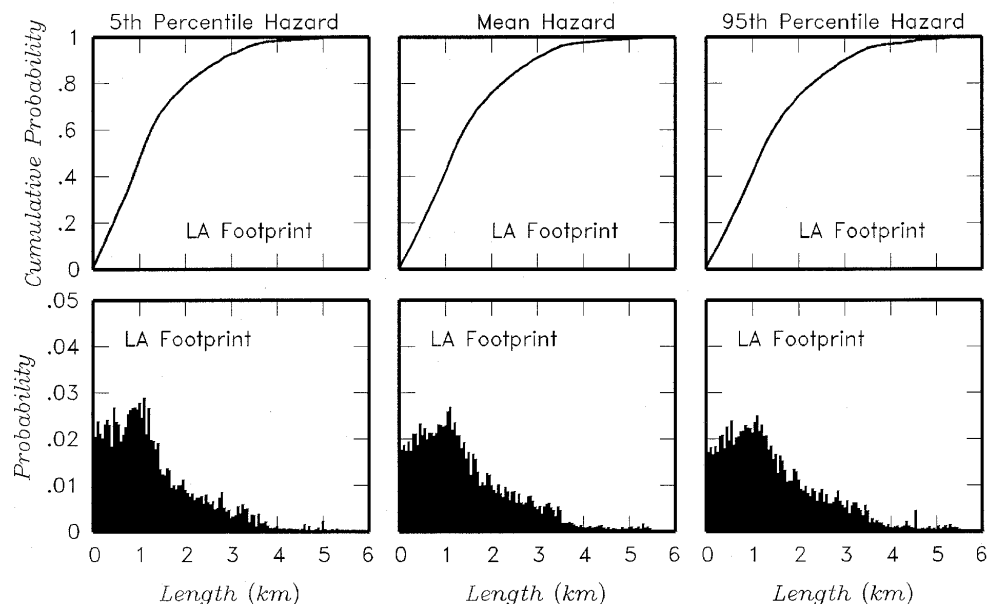 5th Percentile Hazard
Mean Hazard
95th Percentile Hazard
Cumulative Probability
1
.8
.6
.4
.2
0
LA Footprint
LA Footprint
LA Footprint
Probability
.05
.04
.03
.02
.01
0
LA Footprint
LA Footprint
LA Footprint
0 1 2 3 4 5 6
0 1 2 3 4 5 6
0 1 2 3 4 5 6
Length (km)
Length (km)
Length (km)